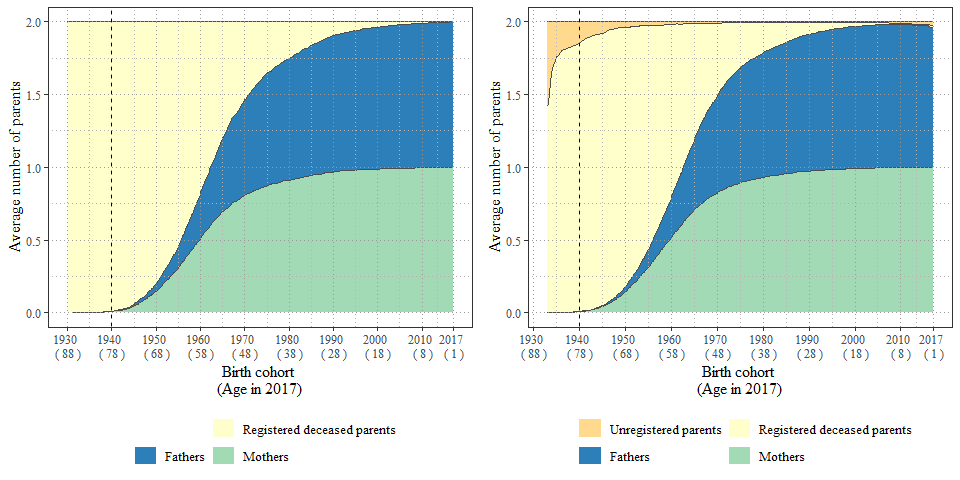 2.0
1.5
1.0
0.5
0.0
Average number of parents
1930 1940 1950 1960 1970 1980 1990 2000 2010 2017
( 88 ) ( 78 ) ( 68 ) ( 58 ) ( 48 ) ( 38 ) ( 28 ) ( 18 ) ( 8 ) ( 1 )
Birth cohort
(Age in 2017)
Registered deceased parents
Fathers Mothers
2.0
1.5
1.0
0.5
0.0
Average number of parents
1930 1940 1950 1960 1970 1980 1990 2000 2010 2017
( 88 ) ( 78 ) ( 68 ) ( 58 ) ( 48 ) ( 38 ) ( 28 ) ( 18 ) ( 8 ) ( 1 )
Birth cohort
(Age in 2017)
Unregistered parents Registered deceased parents
Fathers Mothers